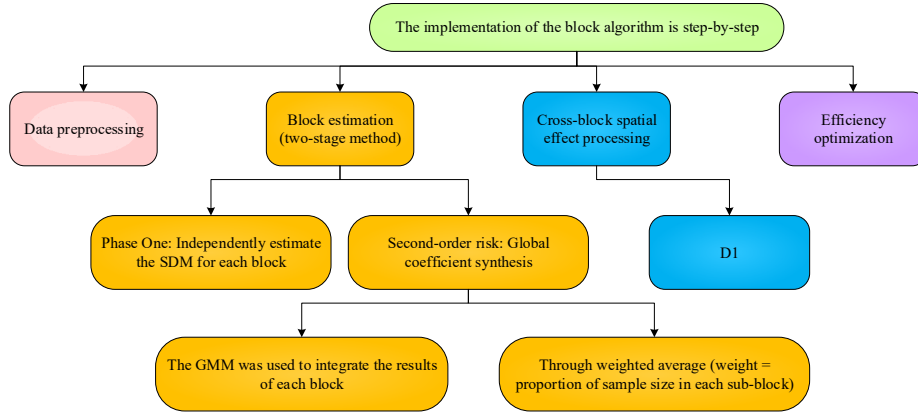 The implementation of the block algorithm is step-by-step
Data preprocessing
Block estimation
(two-stage method)
Cross-block spatial
effect processing
Efficiency
optimization
Phase One: Independently estimate
the SDM for each block
Second-order risk: Global
coefficient synthesis
D1
The GMM was used to integrate the results
of each block
Through weighted average (weight =
proportion of sample size in each sub-block)